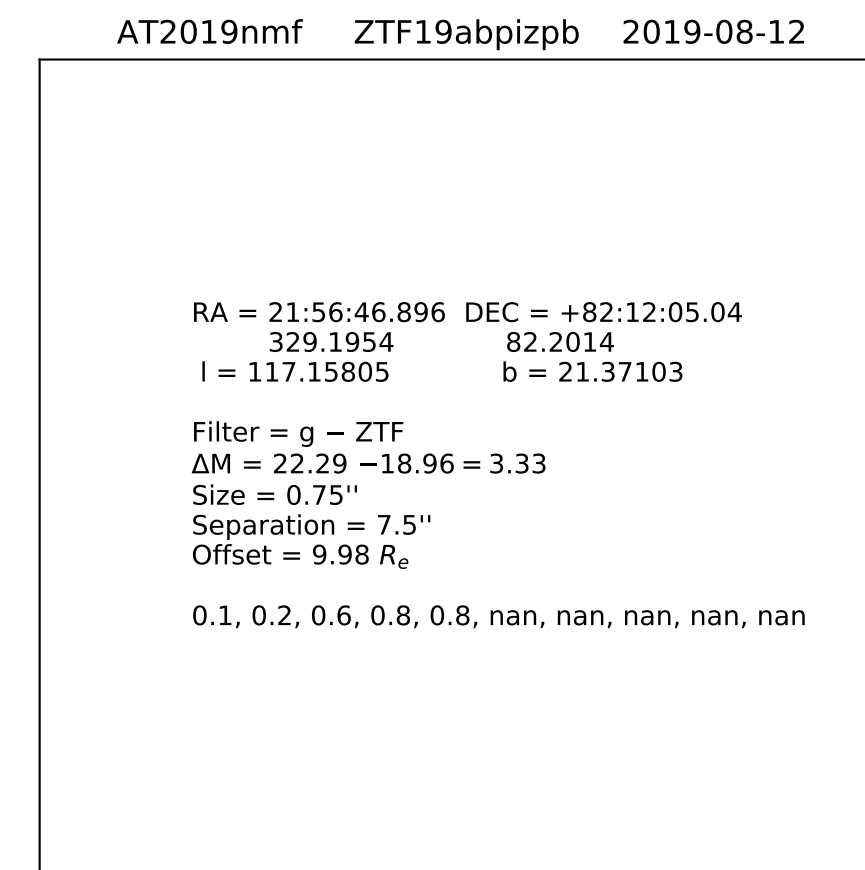 AT2019nmf ZTF19abpizpb 2019-08-12
RA = 21:56:46.896 DEC = +82:12:05.04
329.1954 82.2014
l = 117.15805 b = 21.37103
Filter = g − ZTF
ΔM = 22.29 −18.96 = 3.33
Size = 0.75''
Separation = 7.5''
Offset = 9.98 Re
0.1, 0.2, 0.6, 0.8, 0.8, nan, nan, nan, nan, nan